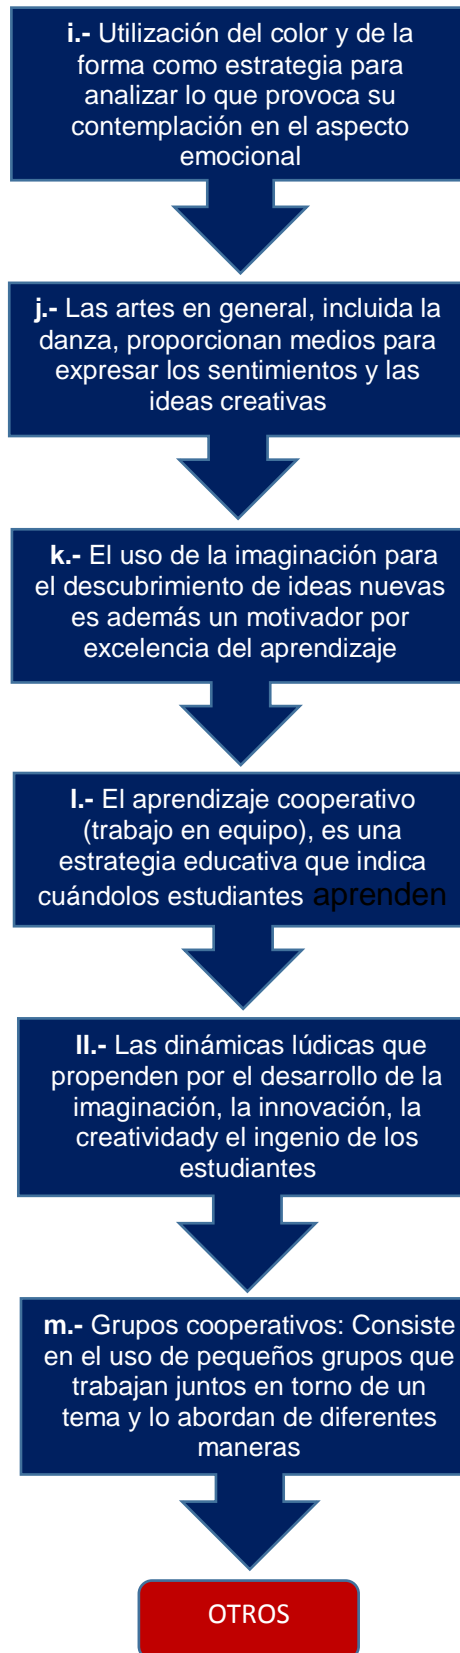 i.- Utilización del color y de la
forma como estrategia para
analizar lo que provoca su
contemplación en el aspecto
emocional
j.- Las artes en general, incluida la
danza, proporcionan medios para
expresar los sentimientos y las
ideas creativas
k.- El uso de la imaginación para
el descubrimiento de ideas nuevas
es además un motivador por
excelencia del aprendizaje
l.- El aprendizaje cooperativo
(trabajo en equipo), es una
estrategia educativa que indica
cuándolos estudiantes aprenden
ll.- Las dinámicas lúdicas que
propenden por el desarrollo de la
imaginación, la innovación, la
creatividady el ingenio de los
estudiantes
m.- Grupos cooperativos: Consiste
en el uso de pequeños grupos que
trabajan juntos en torno de un
tema y lo abordan de diferentes
maneras
OTROS